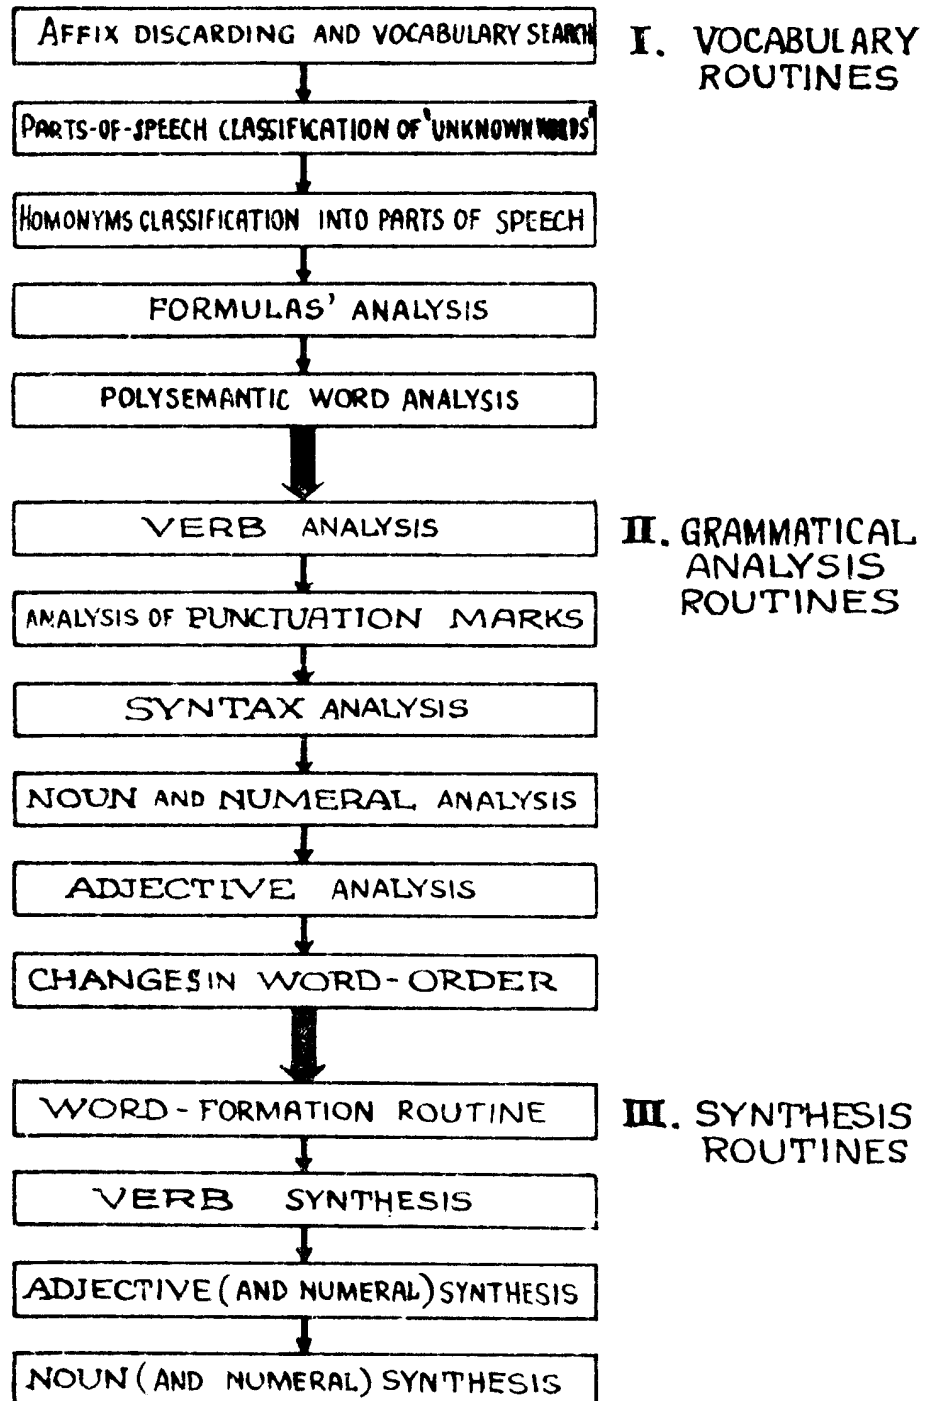 AFFIX DISCARDING AND VOCABULARY SEARCH
I. VOCABULARY
ROUTINES
PARTS-OF-SPEECH CLASSIFICATION OF "UNKNOWN WORDS"
HOMONYMS CLASSIFICATION INTO PARTS OF SPEECH
FORMULAS' ANALYSIS
POLYSEMANTIC WORD ANALYSIS
VERB ANALYSIS
II. GRAMMATICAL
ANALYSIS
ROUTINES
ANALYSIS OF PUNCTUATION MARKS
SYNTAX ANALYSIS
NOUN AND NUMERAL ANALYSIS
ADJECTIVE ANALYSIS
CHANGES IN WORD-ORDER
WORD-FORMATION ROUTINE
III. SYNTHESIS
ROUTINES
VERB SYNTHESIS
ADJECTIVE (AND NUMERAL) SYNTHESIS
NOUN (AND NUMERAL) SYNTHESIS